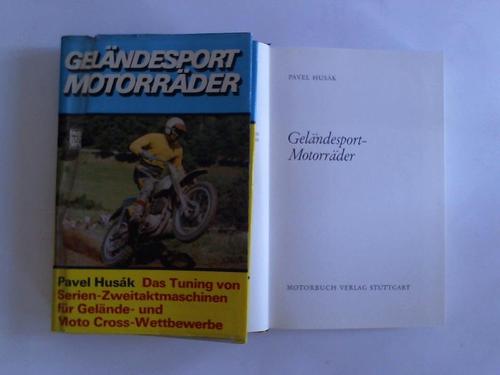 GELÄNDESPORT
MOTORRÄDER
Pavel Husák Das Tuning von
Serien-Zweitaktmaschinen
für Gelände- und
Moto Cross-Wettbewerbe
PAVEL HUSÁK
Geländesport-
Motorräder
MOTORBUCH VERLAG STUTTGART